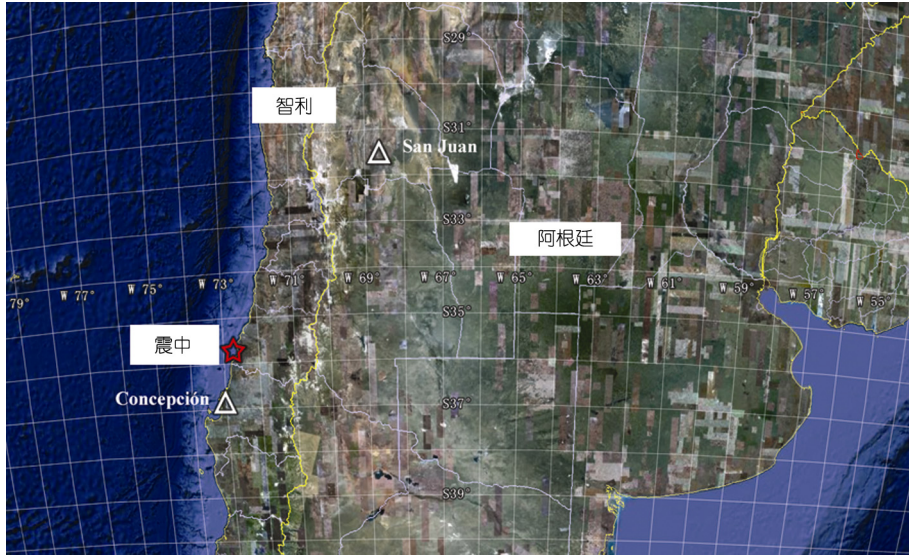 S29°
智利
S31°
San Juan
S33°
阿根廷
79° W 77° W 75° W 73° W 71° W 69° W 67° W 65° W 63° W 61° W 59° W 57° W 55°
S35°
震中
Concepción
S37°
S39°